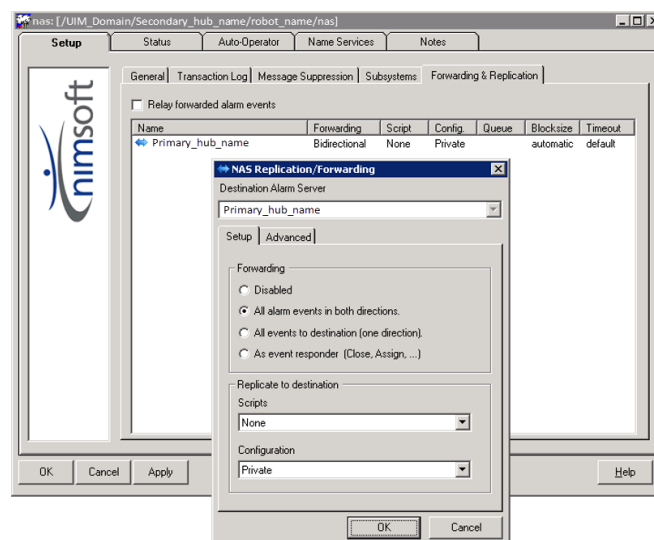 nas: [/UIM_Domain/Secondary_hub_name/robot_name/nas]
Setup Status Auto-Operator Name Services Notes
nimsoft
General Transaction Log Message Suppression Subsystems Forwarding & Replication
Relay forwarded alarm events
Name Forwarding Script Config. Queue Blocksize Timeout
Primary_hub_name Bidirectional None Private automatic default
NAS Replication/Forwarding
Destination Alarm Server
Primary_hub_name
Setup Advanced
Forwarding
Disabled
All alarm events in both directions.
All events to destination (one direction).
As event responder (Close, Assign, ...)
Replicate to destination
Scripts
None
Configuration
Private
OK Cancel Apply Help
OK Cancel